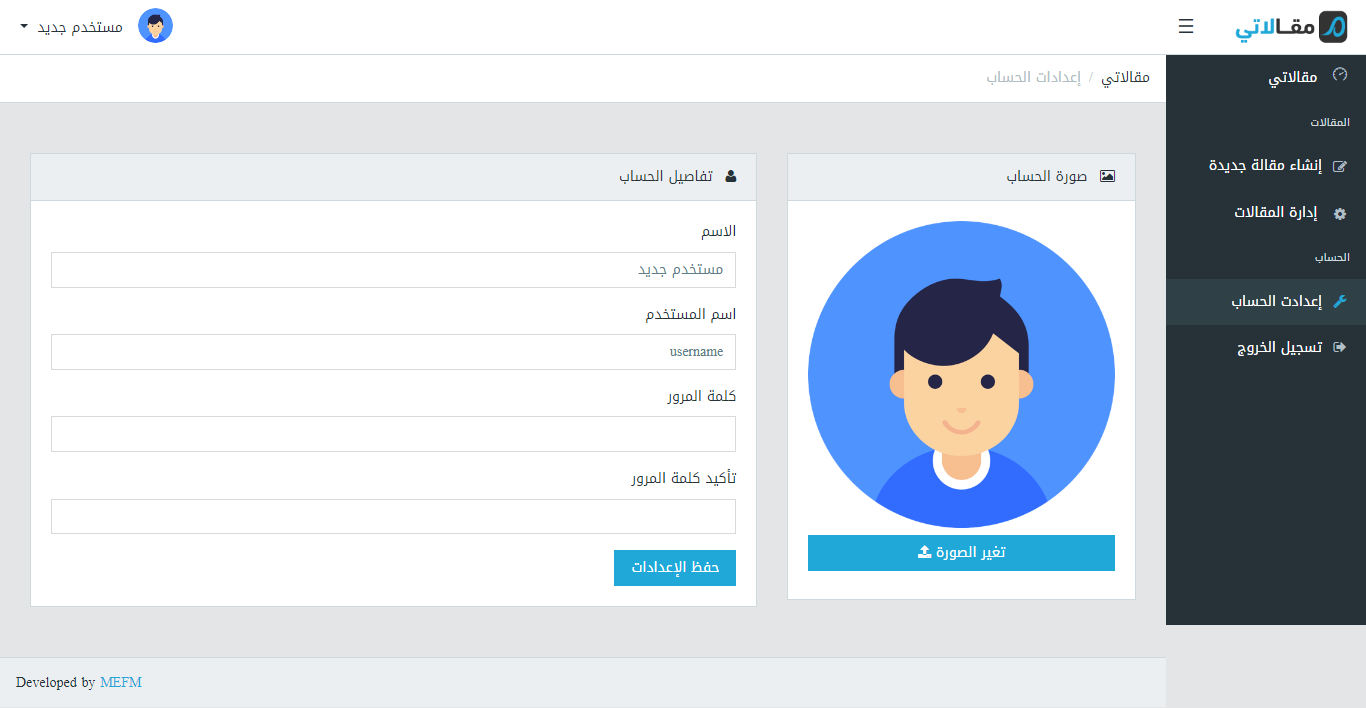 مقـالاتي
مستخدم جديد
مقالاتي
المقالات
إنشاء مقالة جديدة
إدارة المقالات
الحساب
إعدادت الحساب
تسجيل الخروج
مقالاتي / إعدادات الحساب
صورة الحساب
تغير الصورة
تفاصيل الحساب
الاسم
مستخدم جديد
اسم المستخدم
username
كلمة المرور
تأكيد كلمة المرور
حفظ الإعدادات
Developed by MEFM